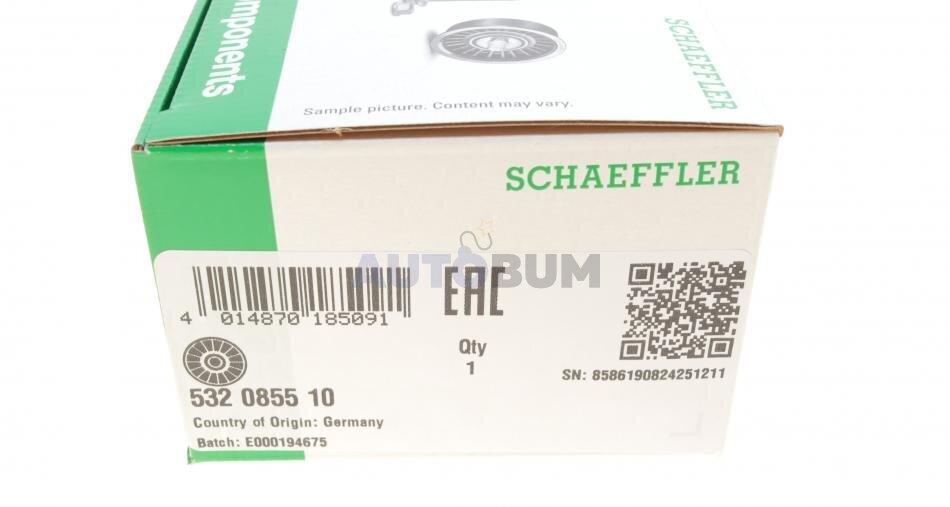 mponents
Sample picture. Content may vary.
SCHAEFFLER
SCHAEFFLER
AUTOBUM
EAC
4 014870 185091
Qty
1
SN: 8586190824251211
532 0855 10
Country of Origin: Germany
Batch: E000194675